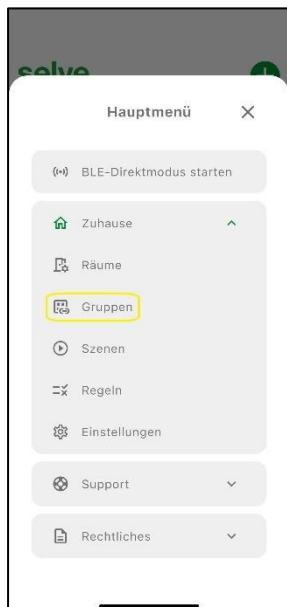 selve
Hauptmenü
BLE-Direktmodus starten
Zuhause
Räume
Gruppen
Szenen
Regeln
Einstellungen
Support
Rechtliches